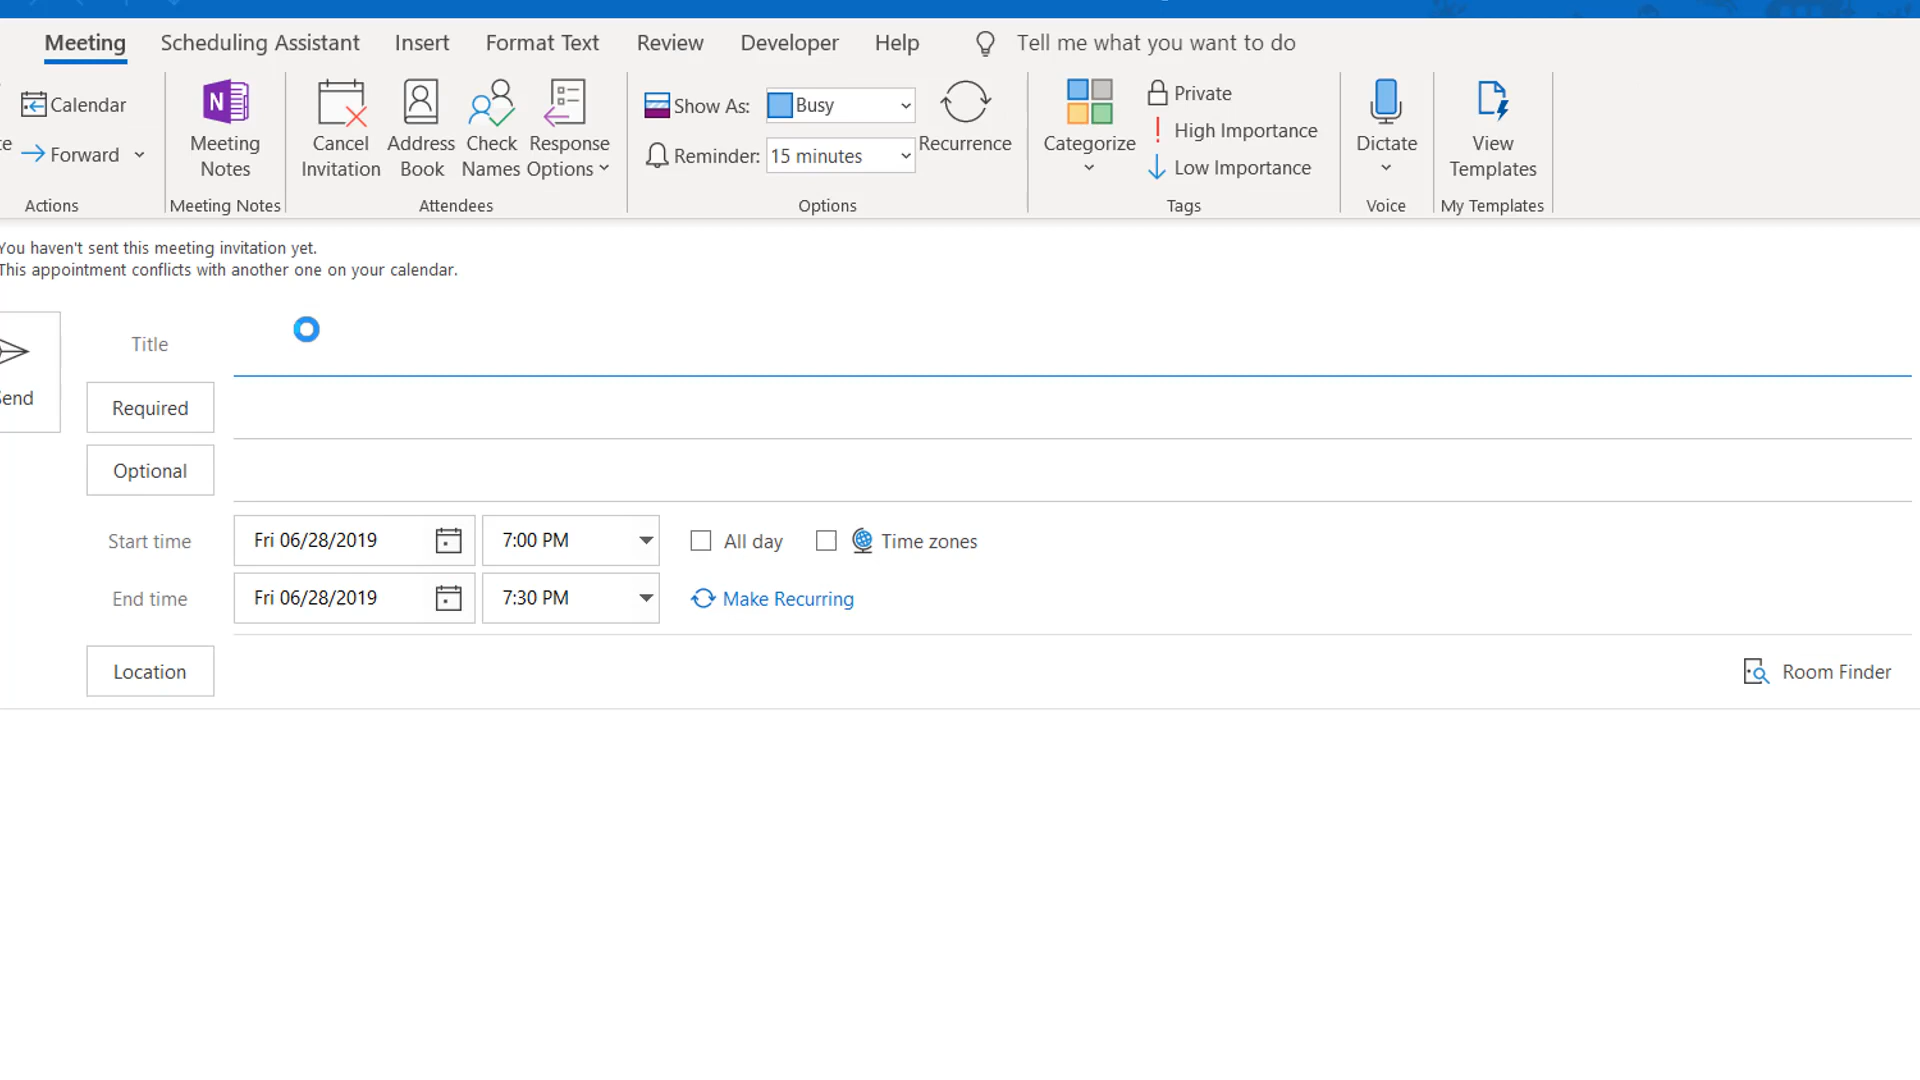 Meeting Scheduling Assistant Insert Format Text Review Developer Help Tell me what you want to do
Calendar
Forward
Actions
Meeting
Notes
Meeting Notes
Cancel
Invitation
Address
Book
Check
Names
Response
Options
Attendees
Show As: Busy
Reminder: 15 minutes
Recurrence
Options
Categorize
Private
High Importance
Low Importance
Tags
Dictate
Voice
View
Templates
My Templates
You haven't sent this meeting invitation yet.
This appointment conflicts with another one on your calendar.
Send
Title
Required
Optional
Start time Fri 06/28/2019 7:00 PM All day Time zones
End time Fri 06/28/2019 7:30 PM Make Recurring
Location Room Finder